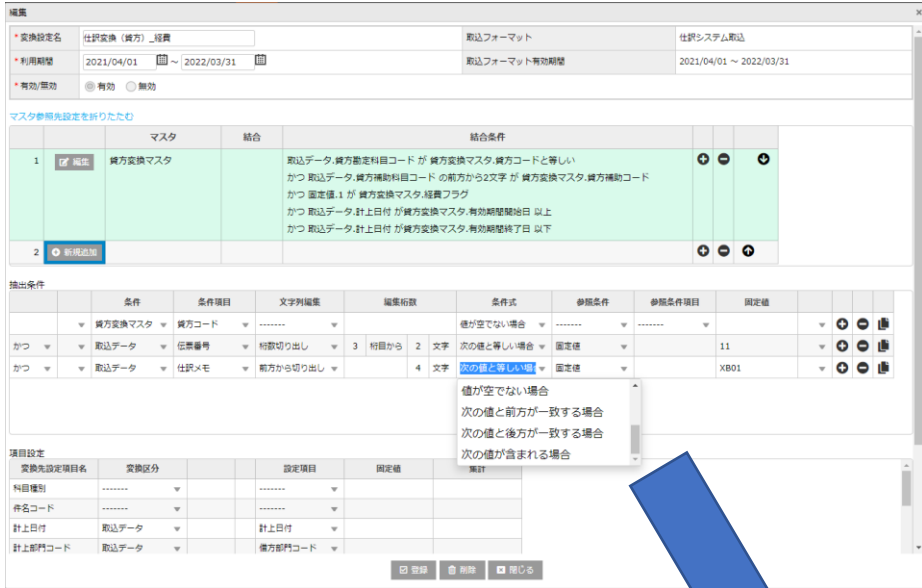 編集
* 変換設定名 仕訳変換（貸方）_経費 取込フォーマット 仕訳システム取込
* 利用期間 2021/04/01 ～ 2022/03/31 取込フォーマット有効期間 2021/04/01 ～ 2022/03/31
* 有効/無効 有効 無効
マスタ参照先設定を折りたたむ
マスタ 結合 結合条件
1 編集 貸方変換マスタ 取込データ.貸方勘定科目コード が 貸方変換マスタ.貸方コードと等しい
かつ 取込データ.貸方補助科目コード の前方から2文字 が 貸方変換マスタ.貸方補助コード
かつ 固定値.1 が 貸方変換マスタ.経費フラグ
かつ 取込データ.計上日付 が貸方変換マスタ.有効期間開始日 以上
かつ 取込データ.計上日付 が貸方変換マスタ.有効期間終了日 以下
2 新規追加
抽出条件
条件 条件項目 文字列編集 編集桁数 条件式 参照条件 参照条件項目 固定値
貸方変換マスタ 貸方コード ------- 値が空でない場合 ------- -------
かつ 取込データ 伝票番号 桁数切り出し 3 桁目から 2 文字 次の値と等しい場合 固定値 11
かつ 取込データ 仕訳メモ 前方から切り出し 4 文字 次の値と等しい場合 固定値 XB01
値が空でない場合
次の値と前方が一致する場合
次の値と後方が一致する場合
次の値が含まれる場合
項目設定
変換先設定項目名 変換区分 設定項目 固定値 集計
科目種別 ------- -------
件名コード ------- -------
計上日付 取込データ 計上日付
計上部門コード 取込データ 借方部門コード
登録 削除 閉じる